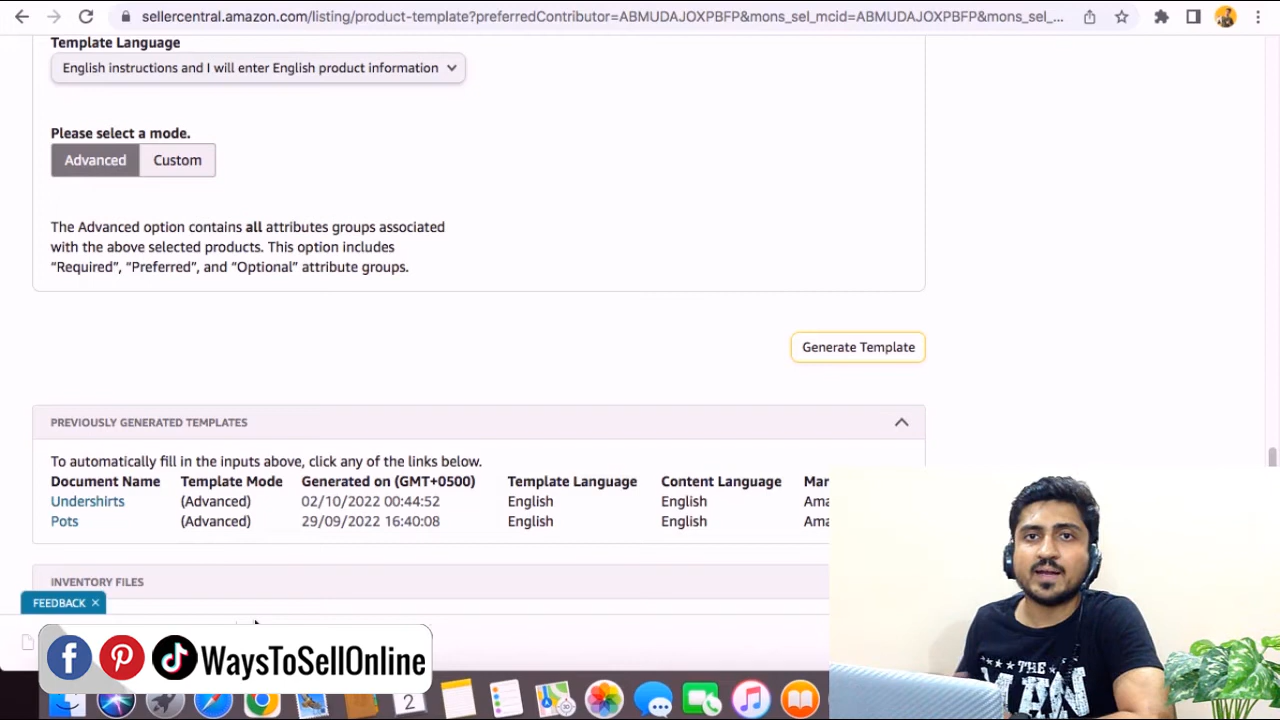 sellercentral.amazon.com/listing/product-template?preferredContributor=ABMUDAJOXPBFP&mons_sel_mcid=ABMUDAJOXPBFP&mons_sel_...
Template Language
English instructions and I will enter English product information
Please select a mode.
Advanced Custom
The Advanced option contains all attributes groups associated
with the above selected products. This option includes
“Required”, “Preferred”, and “Optional” attribute groups.
Generate Template
PREVIOUSLY GENERATED TEMPLATES
To automatically fill in the inputs above, click any of the links below.
Document Name Template Mode Generated on (GMT+0500) Template Language Content Language Mar
Undershirts (Advanced) 02/10/2022 00:44:52 English English Ama
Pots (Advanced) 29/09/2022 16:40:08 English English Ama
INVENTORY FILES
FEEDBACK ×
WaysToSellOnline
2
THE
MAN